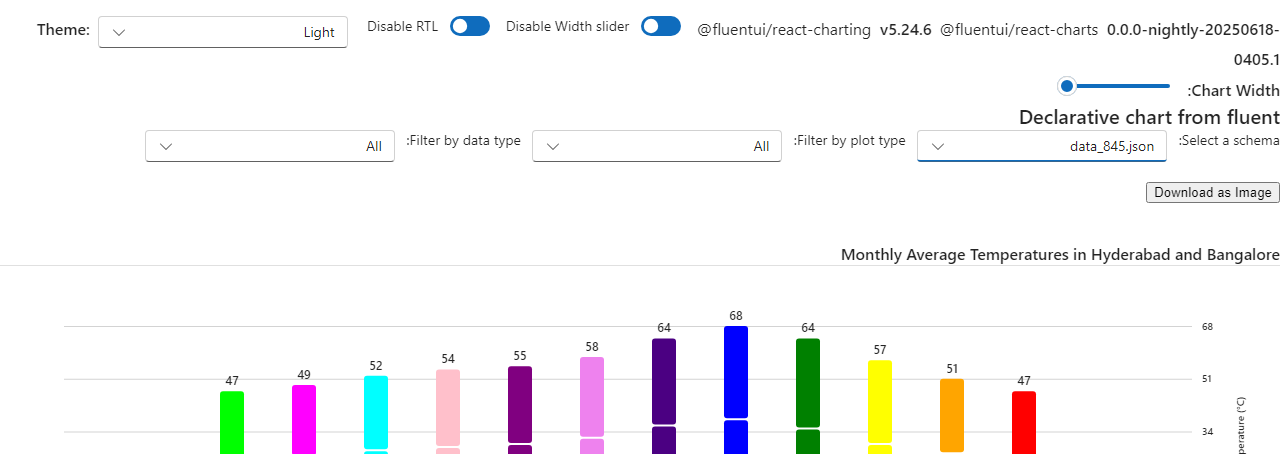 Theme: Light Disable RTL Disable Width slider @fluentui/react-charting v5.24.6 @fluentui/react-charts 0.0.0-nightly-20250618-
0405.1
:Chart Width
Declarative chart from fluent
All :Filter by data type All :Filter by plot type data_845.json :Select a schema
Download as Image
Monthly Average Temperatures in Hyderabad and Bangalore
68
64 64 68
58 57
55
54
52 51 51
49
47 47
34